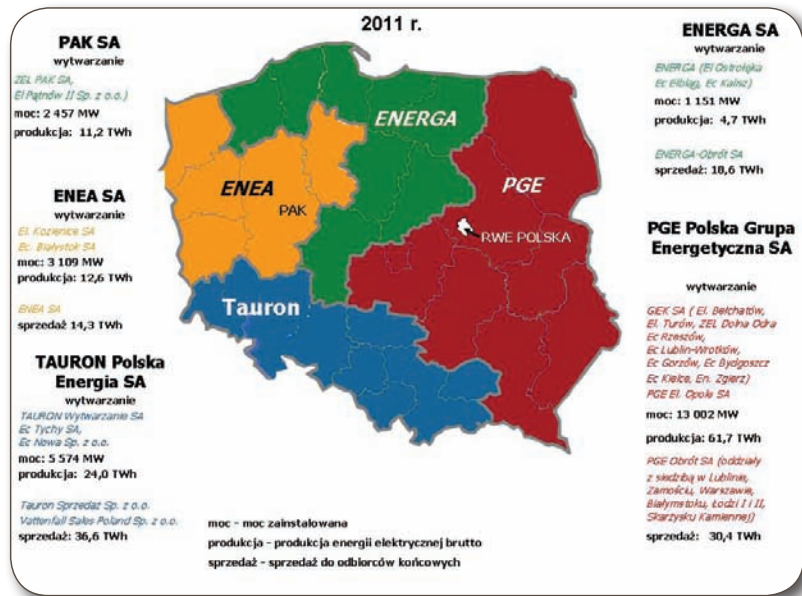 2011 r.
PAK SA
wytwarzanie
ZEL PAK SA,
El Pątnów II Sp. z o.o.)
moc: 2 457 MW
produkcja: 11,2 TWh
ENEA SA
wytwarzanie
El. Kozienice SA
Ec. Białystok SA
moc: 3 109 MW
produkcja: 12,6 TWh
ENEA SA
sprzedaż 14,3 TWh
TAURON Polska
Energia SA
wytwarzanie
TAURON Wytwarzanie SA
Ec Tychy SA,
Ec Nowa Sp. z o.o.
moc: 5 574 MW
produkcja: 24,0 TWh
Tauron Sprzedaż Sp. z o.o.
Vattenfall Sales Poland Sp. z o.o.
sprzedaż: 36,6 TWh
ENERGA
ENEA
PAK
PGE
RWE POLSKA
Tauron
moc - moc zainstalowana
produkcja - produkcja energii elektrycznej brutto
sprzedaż - sprzedaż do odbiorców końcowych
ENERGA SA
wytwarzanie
ENERGA (El Ostrołęka
Ec Elbląg, Ec Kalisz)
moc: 1 151 MW
produkcja: 4,7 TWh
ENERGA-Obrót SA
sprzedaż: 18,6 TWh
PGE Polska Grupa
Energetyczna SA
wytwarzanie
GiEK SA ( El. Bełchatów,
El. Turów, ZEL Dolna Odra
Ec Rzeszów,
Ec Lublin-Wrotków,
Ec Gorzów, Ec Bydgoszcz
Ec Kielce, En. Zgierz)
PGE El. Opole SA
moc: 13 002 MW
produkcja: 61,7 TWh
PGE Obrót SA (oddziały
z siedzibą w Lublinie,
Zamościu, Warszawie,
Białymstoku, Łodzi I i II,
Skarżysku Kamiennej)
sprzedaż: 30,4 TWh